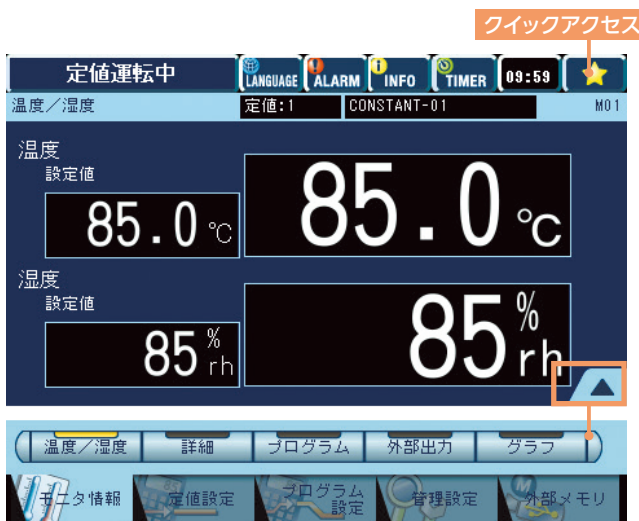 クイックアクセス
定値運転中 LANGUAGE ALARM INFO TIMER 09:59
温度／湿度 定値:1 CONSTANT-01 M01
温度
設定値
85.0 ℃ 85.0 ℃
湿度
設定値
85 %rh 85 %rh
温度／湿度 詳細 プログラム 外部出力 グラフ
モニタ情報 定値設定 プログラム設定 管理設定 外部メモリ